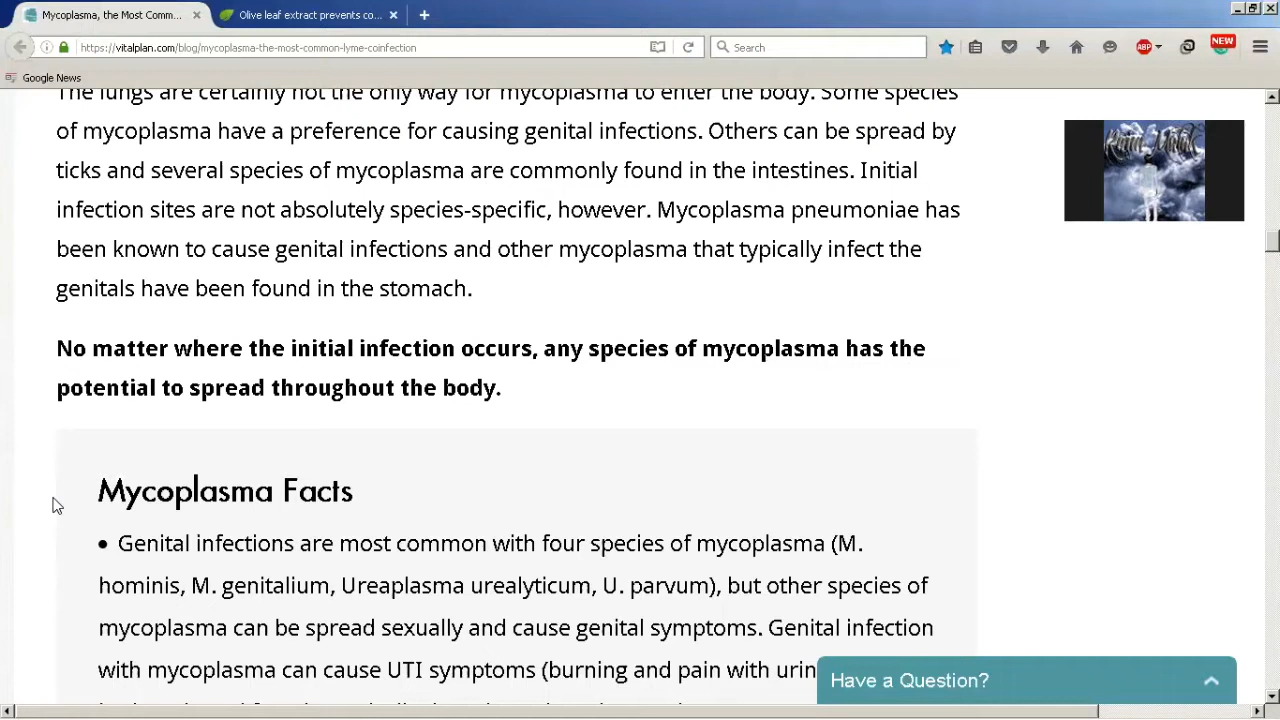 Mycoplasma, the Most Comm...
Olive leaf extract prevents co...
https://vitalplan.com/blog/mycoplasma-the-most-common-lyme-coinfection
Search
ABP
NEW
Google News
The lungs are certainly not the only way for mycoplasma to enter the body. Some species
of mycoplasma have a preference for causing genital infections. Others can be spread by
ticks and several species of mycoplasma are commonly found in the intestines. Initial
infection sites are not absolutely species-specific, however. Mycoplasma pneumoniae has
been known to cause genital infections and other mycoplasma that typically infect the
genitals have been found in the stomach.
No matter where the initial infection occurs, any species of mycoplasma has the
potential to spread throughout the body.
Mycoplasma Facts
• Genital infections are most common with four species of mycoplasma (M.
hominis, M. genitalium, Ureaplasma urealyticum, U. parvum), but other species of
mycoplasma can be spread sexually and cause genital symptoms. Genital infection
with mycoplasma can cause UTI symptoms (burning and pain with urin
Have a Question?